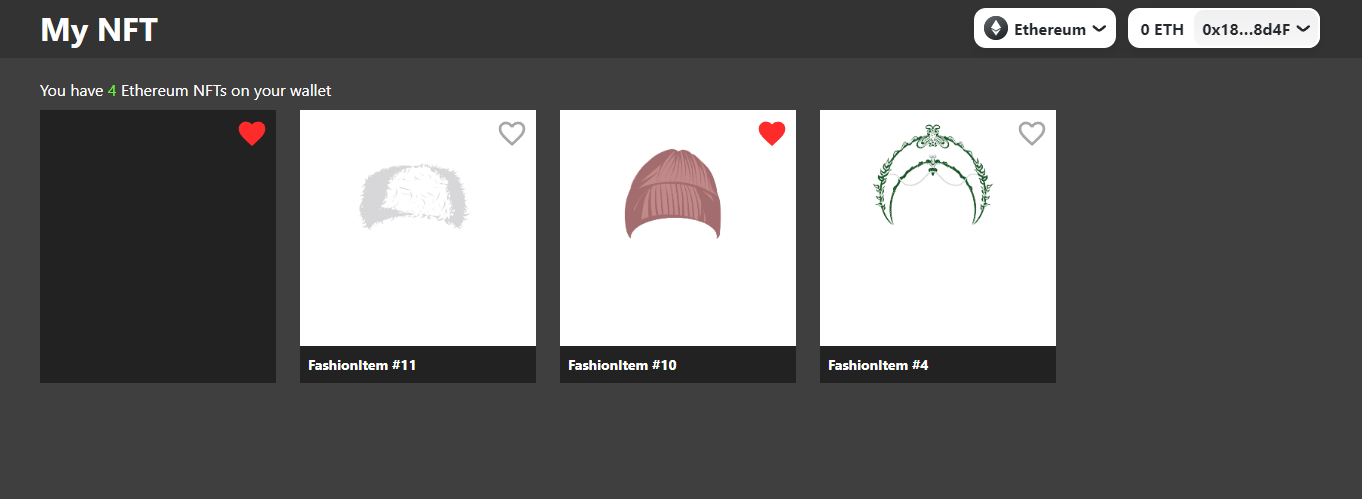 My NFT
Ethereum
0 ETH 0x18...8d4F
You have 4 Ethereum NFTs on your wallet
FashionItem #11
FashionItem #10
FashionItem #4